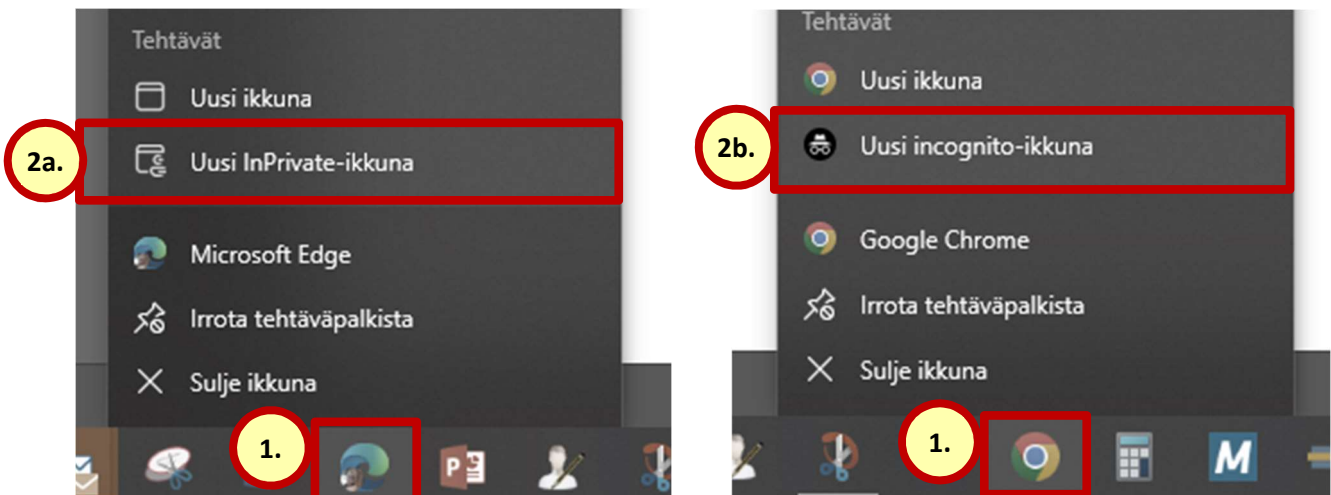 Tehtävät
Uusi ikkuna
2a.
Uusi InPrivate-ikkuna
Microsoft Edge
Irrota tehtäväpalkista
Sulje ikkuna
1.
P
Tehtävät
Uusi ikkuna
2b.
Uusi incognito-ikkuna
Google Chrome
Irrota tehtäväpalkista
Sulje ikkuna
1.
M